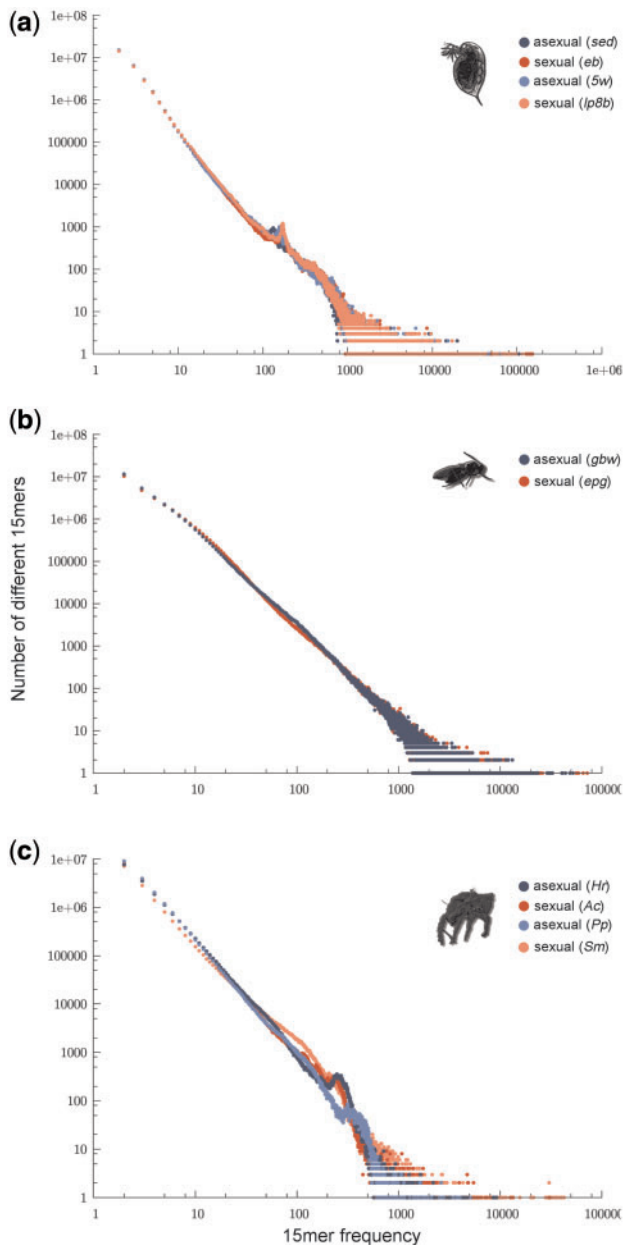 (a)
1e+08
1e+07
1e+06
100000
10000
1000
100
10
1
1 10 100 1000 10000 100000 1e+06
asexual (sed)
sexual (eb)
asexual (5w)
sexual (lp8b)
(b)
1e+08
1e+07
1e+06
100000
10000
1000
100
10
1
1 10 100 1000 10000 100000
asexual (gbw)
sexual (epg)
Number of different 15mers
(c)
1e+07
1e+06
100000
10000
1000
100
10
1
1 10 100 1000 10000 100000
asexual (Hr)
sexual (Ac)
asexual (Pp)
sexual (Sm)
15mer frequency